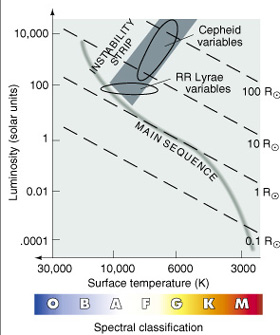 10,000
100
1
0.01
.0001
Luminosity (solar units)
INSTABILITY
STRIP
Cepheid
variables
RR Lyrae
variables
MAIN SEQUENCE
100 R⊙
10 R⊙
1 R⊙
0.1 R⊙
30,000 10,000 6000 3000
Surface temperature (K)
O B A F G K M
Spectral classification